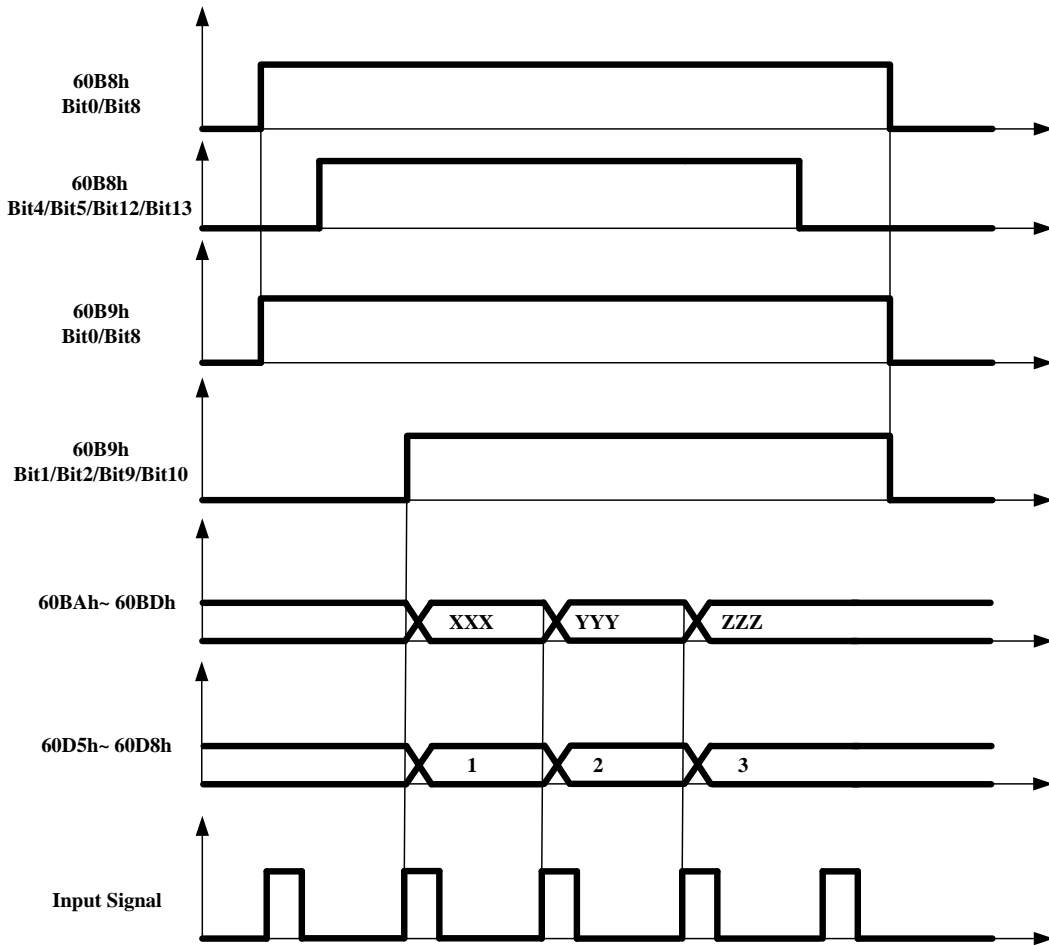 60B8h
Bit0/Bit8
60B8h
Bit4/Bit5/Bit12/Bit13
60B9h
Bit0/Bit8
60B9h
Bit1/Bit2/Bit9/Bit10
60BAh~ 60BDh
XXX YYY ZZZ
60D5h~ 60D8h
1 2 3
Input Signal